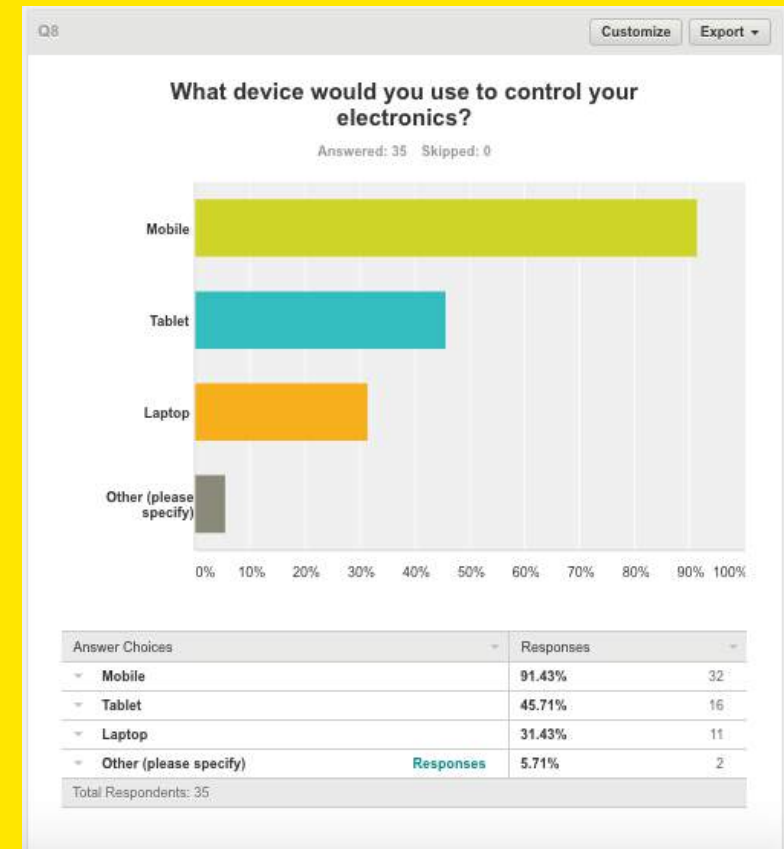 Q8
Customize
Export
What device would you use to control your
electronics?
Answered: 35 Skipped: 0
Mobile
Tablet
Laptop
Other (please
specify)
0% 10% 20% 30% 40% 50% 60% 70% 80% 90% 100%
Answer Choices Responses
Mobile 91.43% 32
Tablet 45.71% 16
Laptop 31.43% 11
Other (please specify) Responses 5.71% 2
Total Respondents: 35